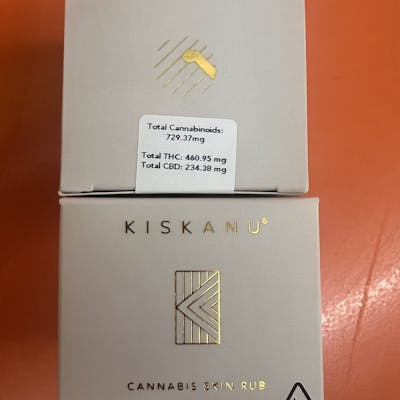 Total Cannabinoids:
729.37mg
Total THC: 460.95 mg
Total CBD: 234.38 mg
KISKANU®
CANNABIS SKIN RUB